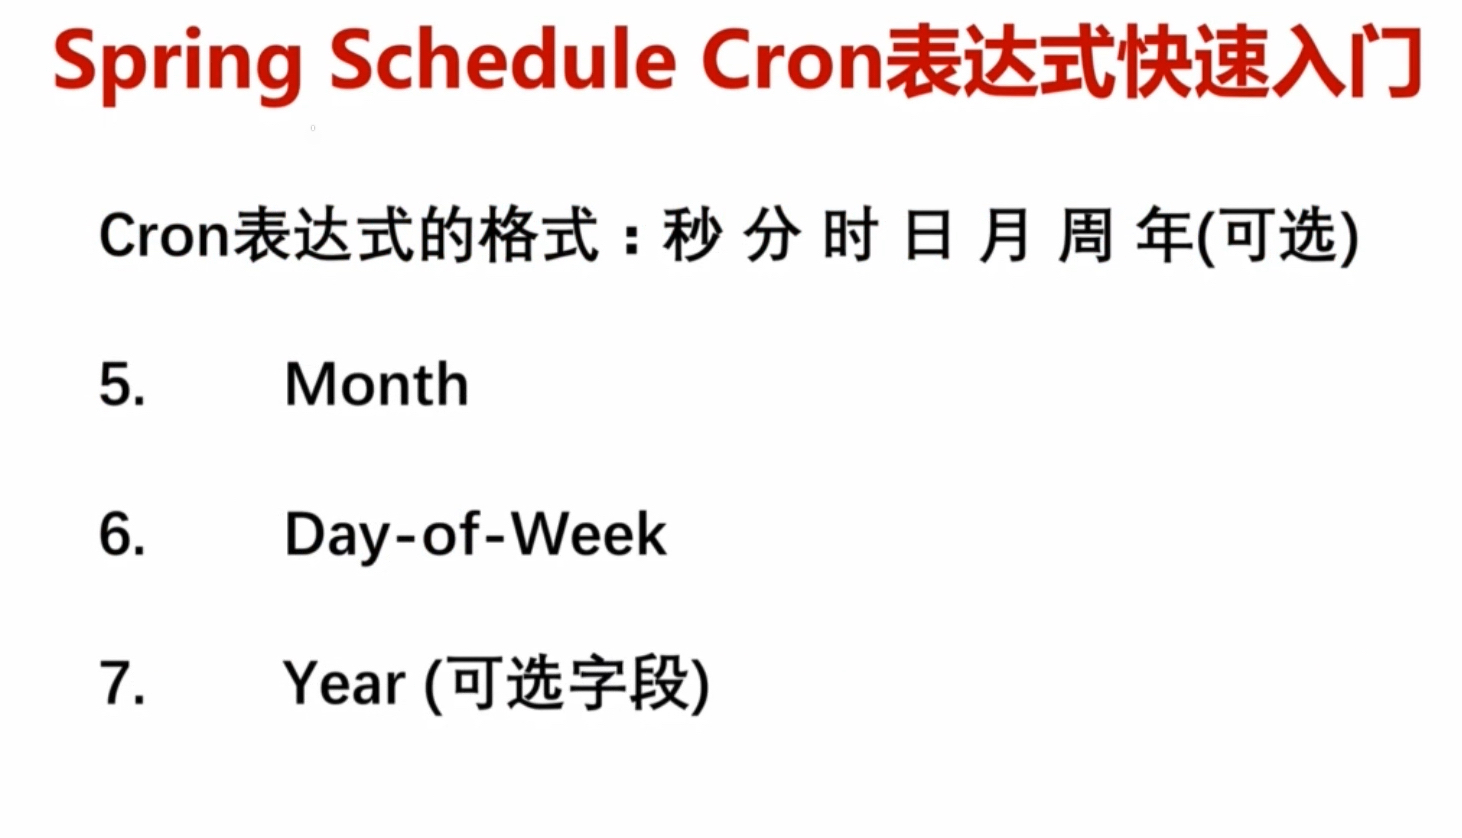 Spring Schedule Cron表达式快速入门
Cron表达式的格式：秒 分 时 日 月 周 年(可选)
5. Month
6. Day-of-Week
7. Year (可选字段)